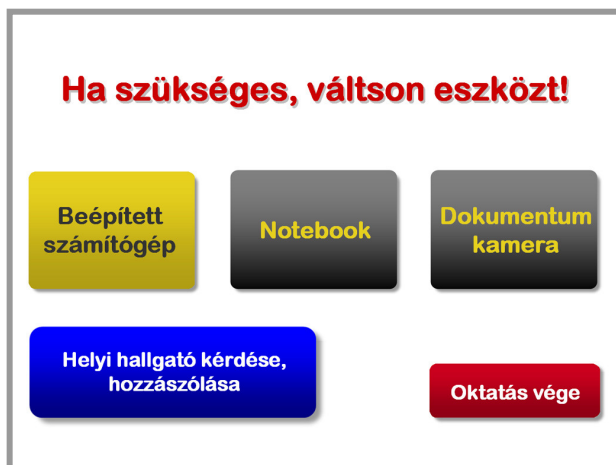 Ha szükséges, váltson eszközt!
Beépített
számítógép
Notebook
Dokumentum
kamera
Helyi hallgató kérdése,
hozzászólása
Oktatás vége